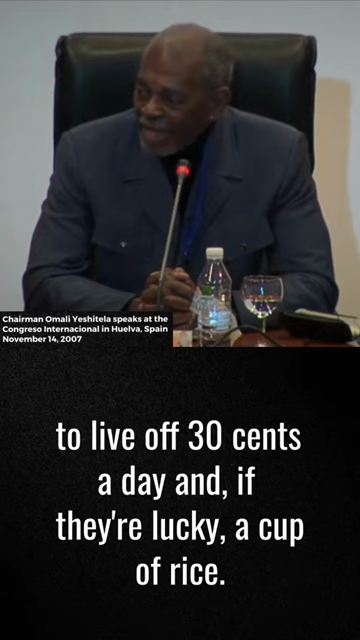 Chairman Omali Yeshitela speaks at the
Congreso Internacional in Huelva, Spain
November 14, 2007
to live off 30 cents
a day and, if
they're lucky, a cup
of rice.